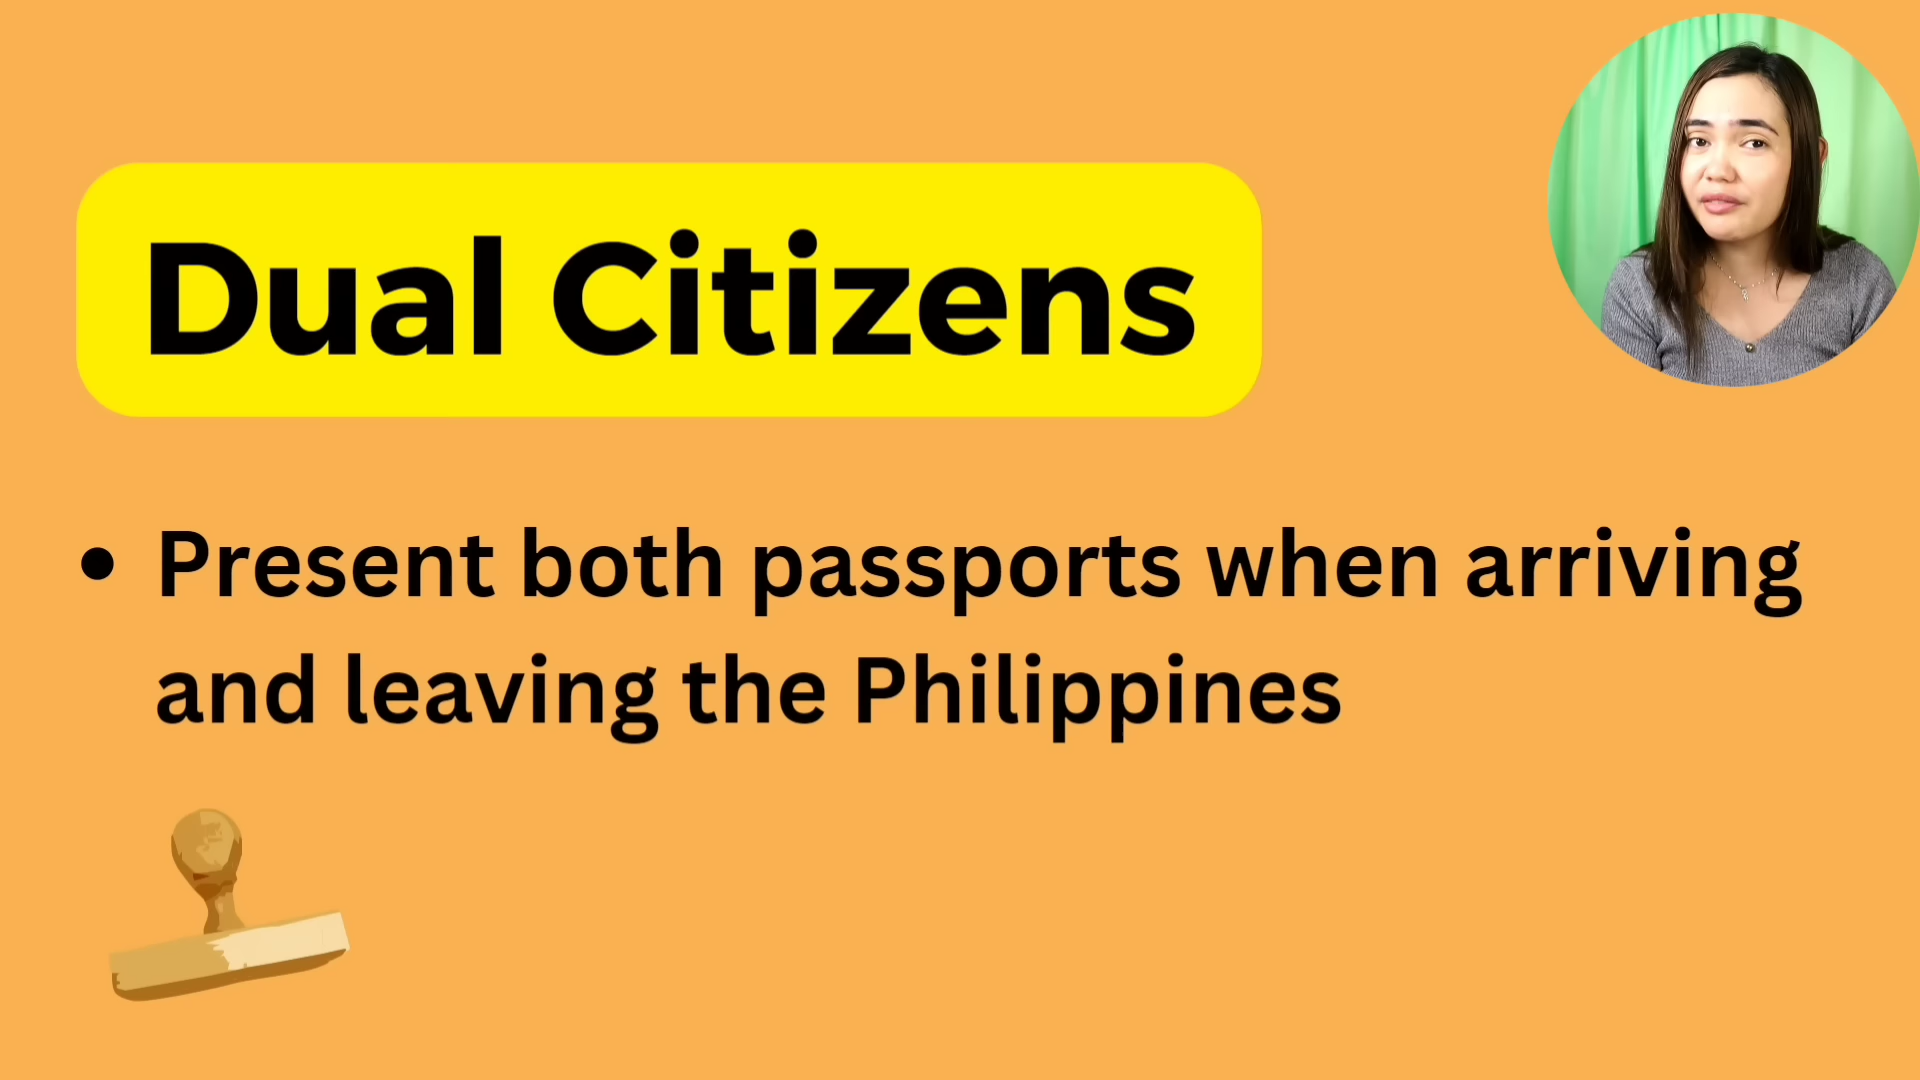 Dual Citizens
• Present both passports when arriving
and leaving the Philippines